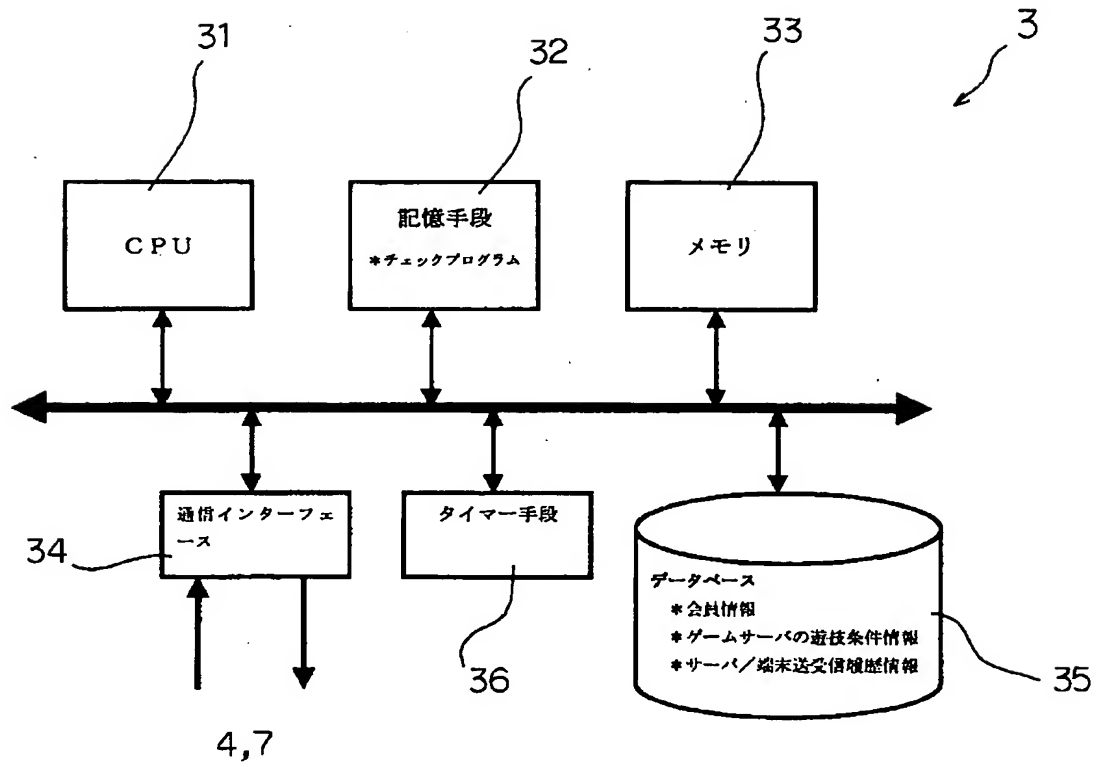 31
32
33
3
CPU
記憶手段
*チェックプログラム
メモリ
通信インターフェ
ース
34
タイマー手段
36
データベース
*会員情報
*ゲームサーバの遊技条件情報
*サーバ/端末送受信履歴情報
35
4,7